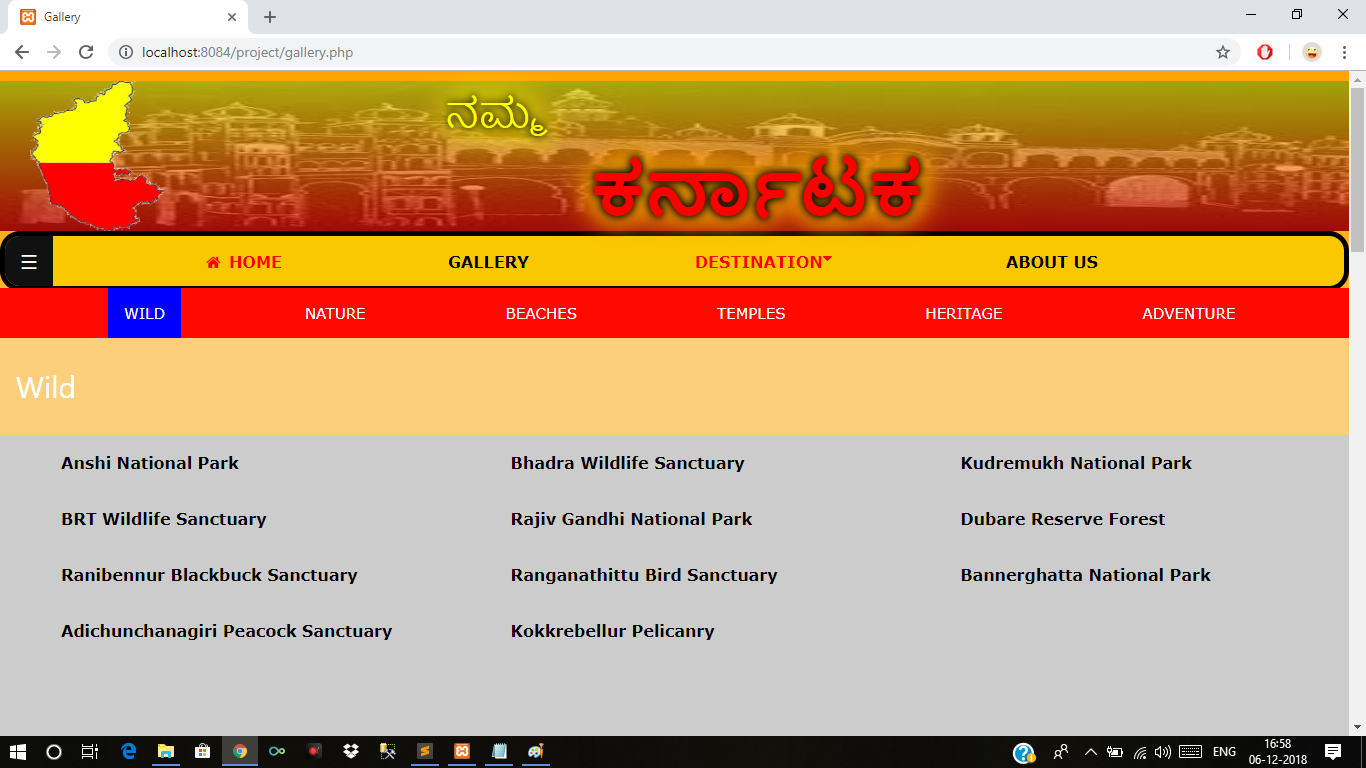 Gallery
localhost:8084/project/gallery.php
ನಮ್ಮ
ಕರ್ನಾಟಕ
☰ HOME GALLERY DESTINATION ABOUT US
WILD NATURE BEACHES TEMPLES HERITAGE ADVENTURE
Wild
Anshi National Park Bhadra Wildlife Sanctuary Kudremukh National Park
BRT Wildlife Sanctuary Rajiv Gandhi National Park Dubare Reserve Forest
Ranibennur Blackbuck Sanctuary Ranganathittu Bird Sanctuary Bannerghatta National Park
Adichunchanagiri Peacock Sanctuary Kokkrebellur Pelicanry
ENG 16:58
06-12-2018